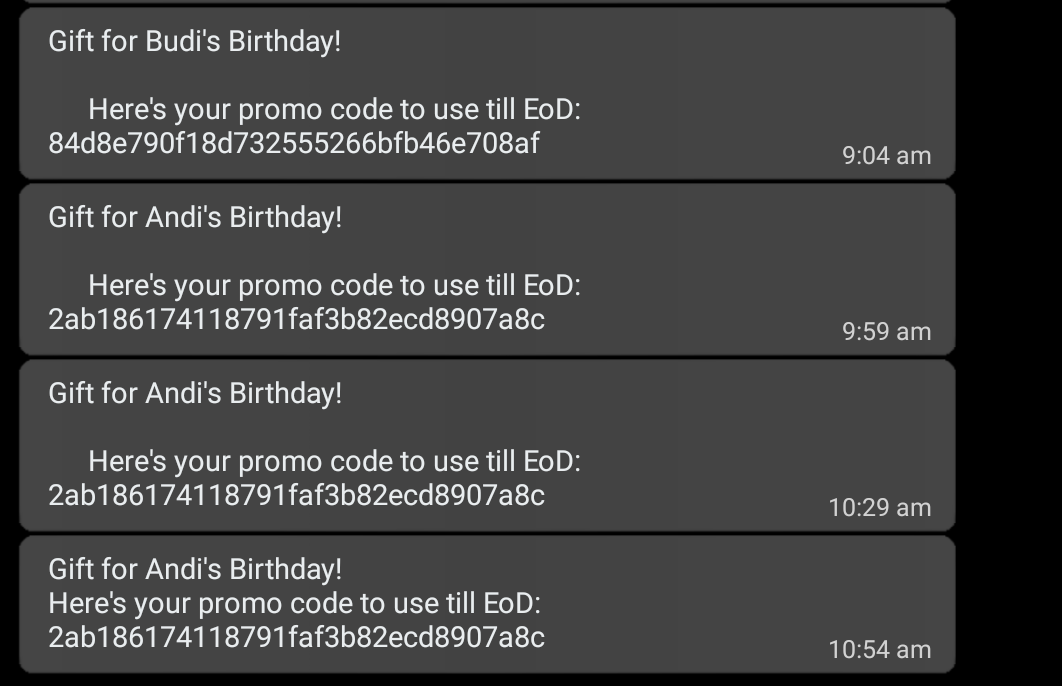 Gift for Budi's Birthday!
Here's your promo code to use till EoD:
84d8e790f18d732555266bfb46e708af
9:04 am
Gift for Andi's Birthday!
Here's your promo code to use till EoD:
2ab186174118791faf3b82ecd8907a8c
9:59 am
Gift for Andi's Birthday!
Here's your promo code to use till EoD:
2ab186174118791faf3b82ecd8907a8c
10:29 am
Gift for Andi's Birthday!
Here's your promo code to use till EoD:
2ab186174118791faf3b82ecd8907a8c
10:54 am